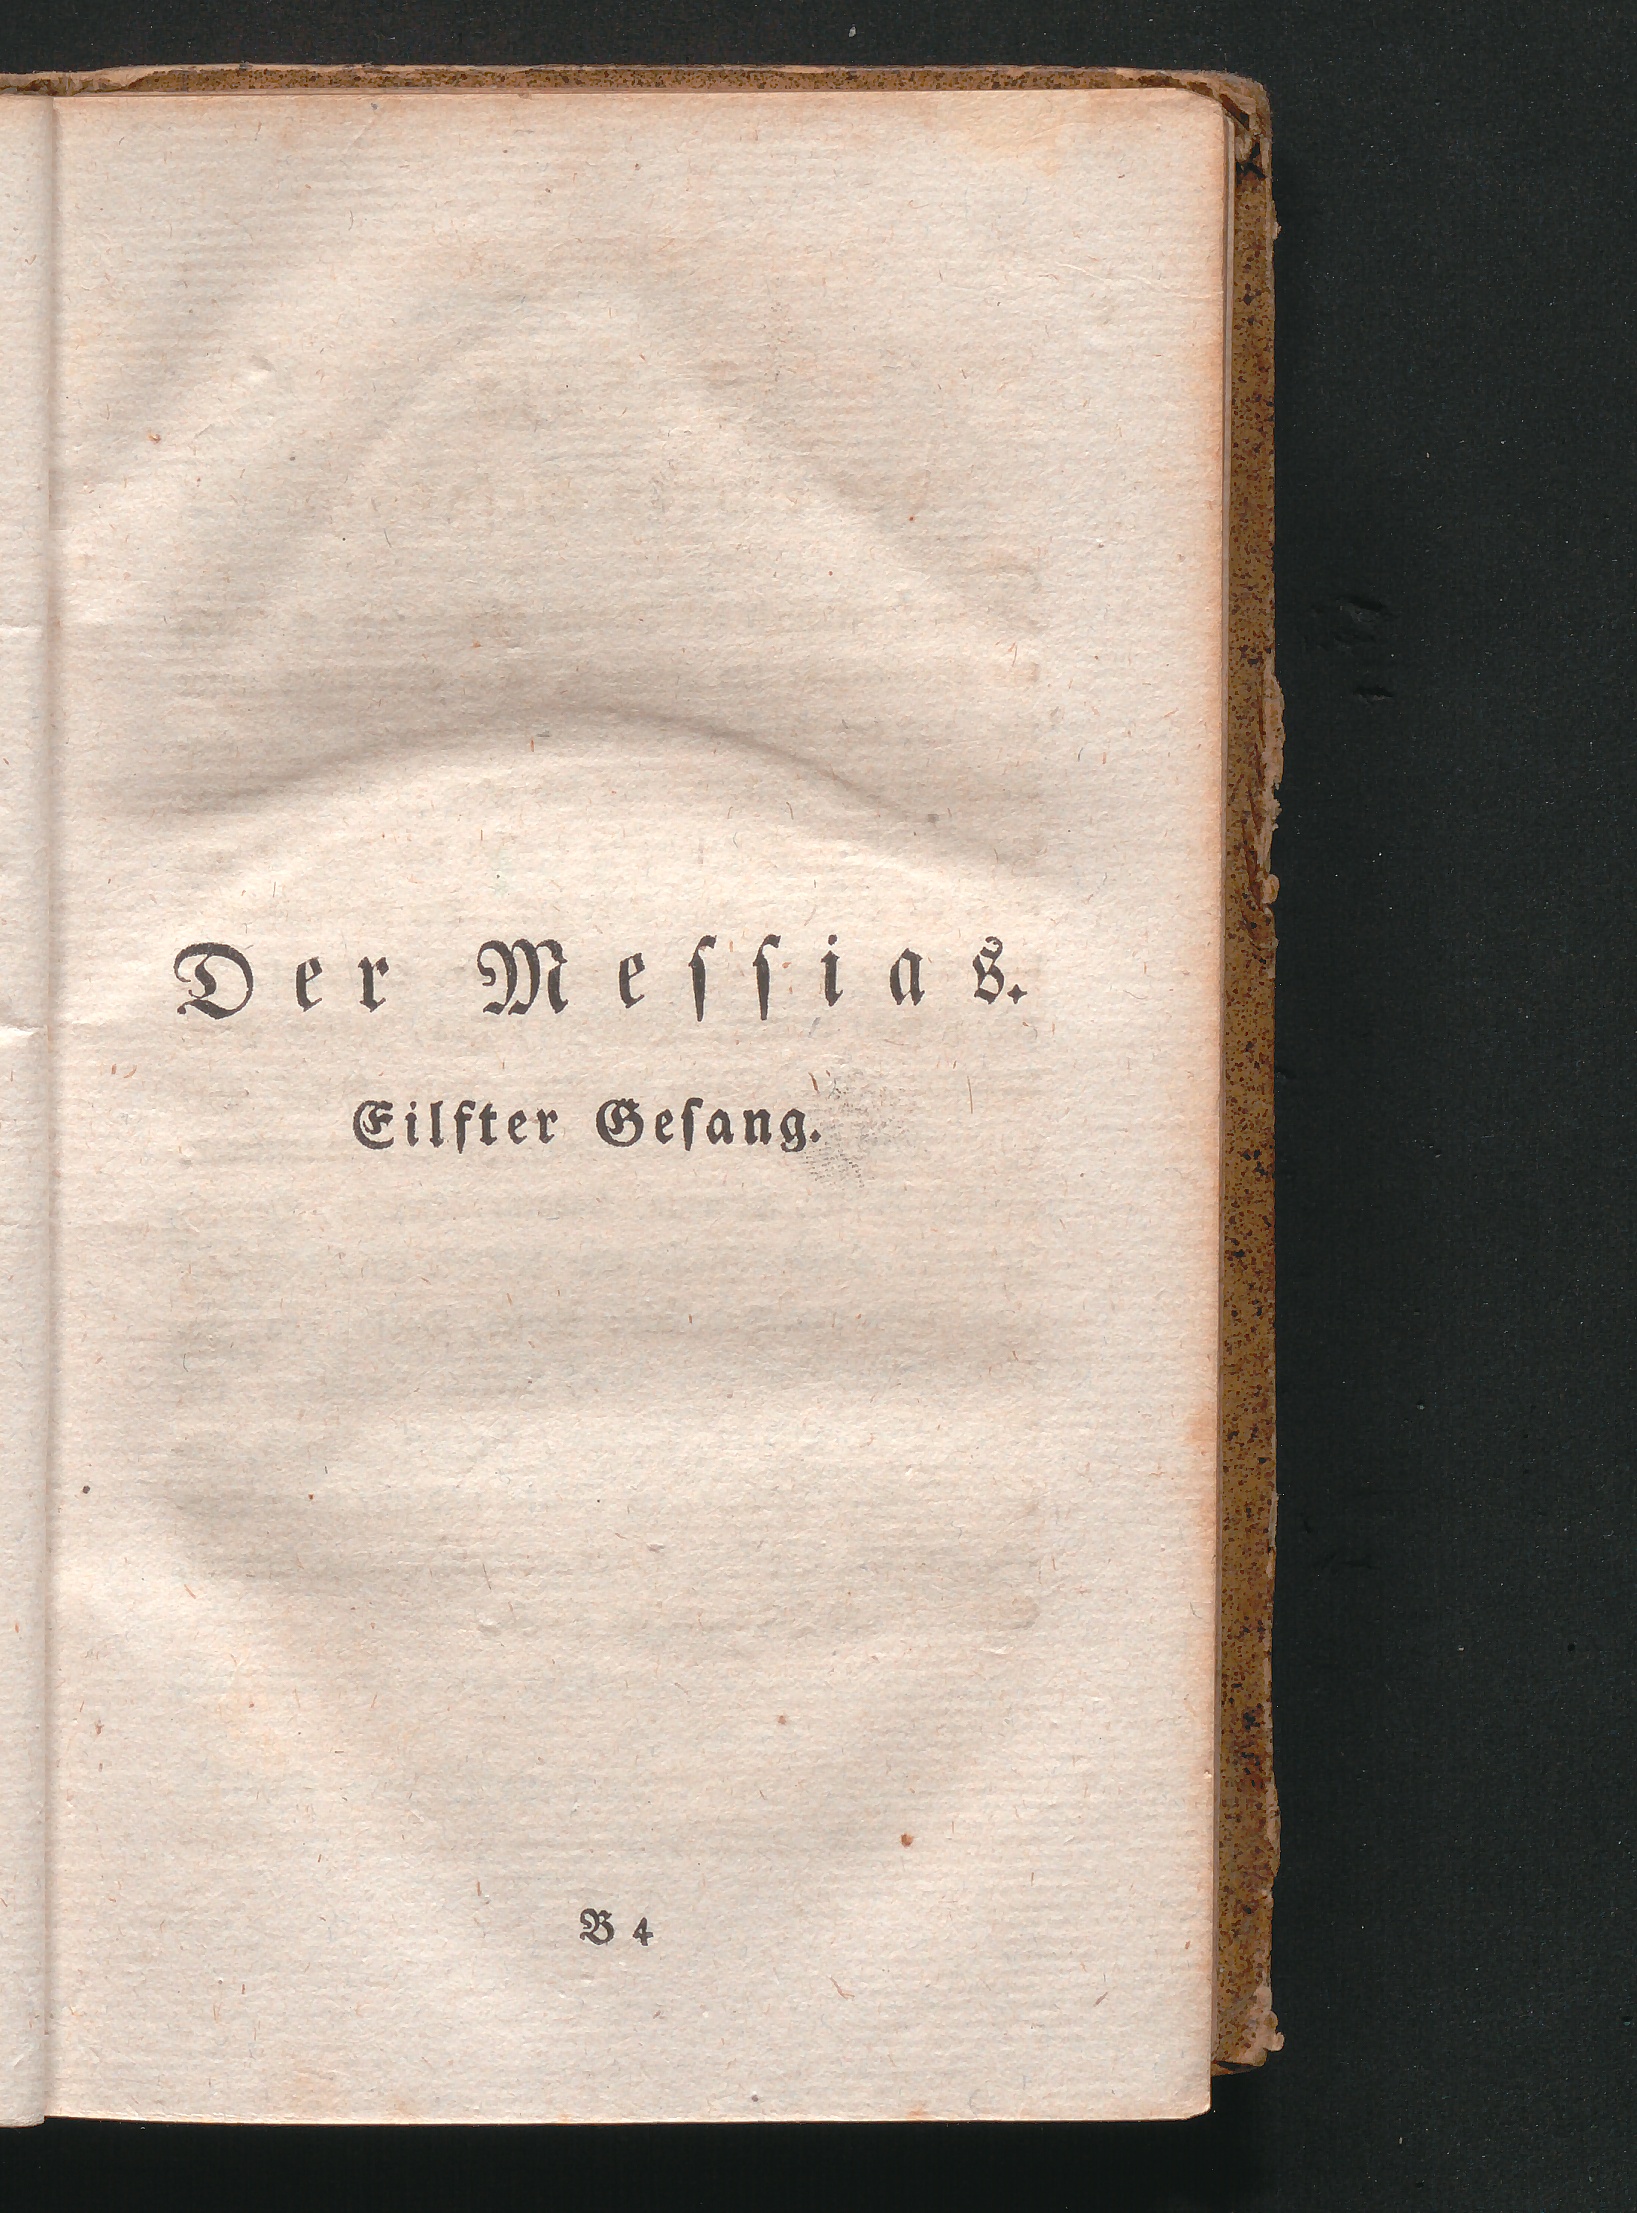 Der Meſſias.
Eilfter Geſang.
B 4